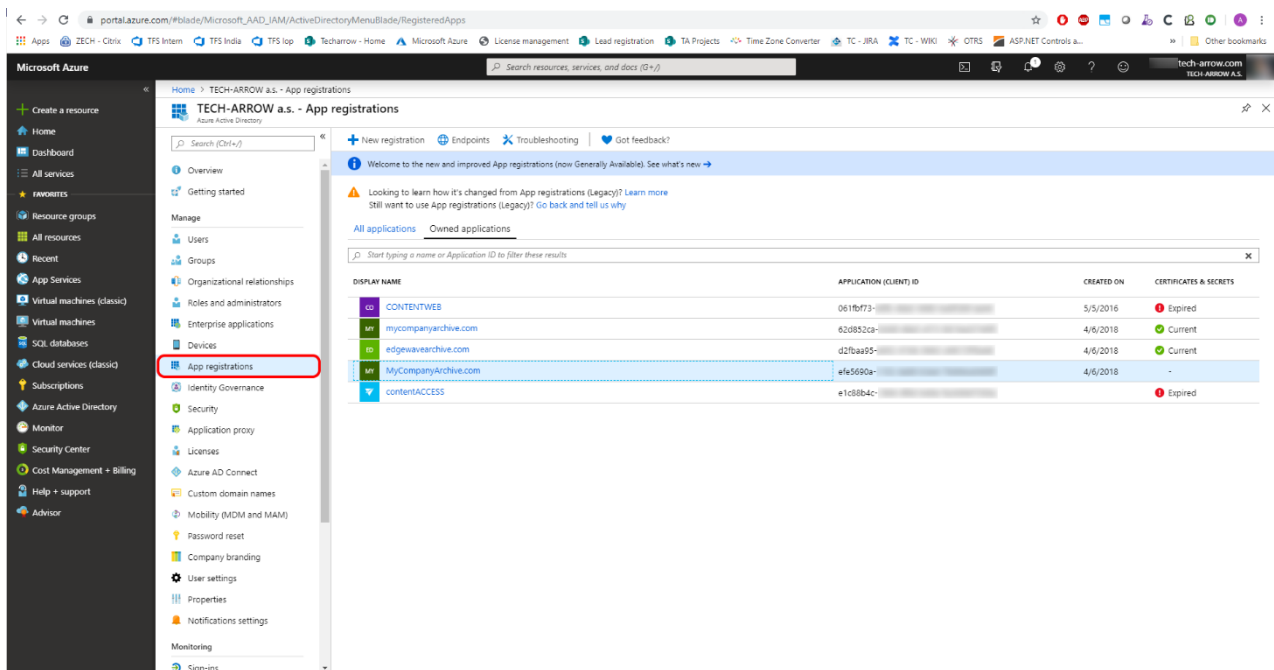 portal.azure.com/#blade/Microsoft_AAD_IAM/ActiveDirectoryMenuBlade/RegisteredApps
Apps ZECH - Citrix TFS Intern TFS India TFS lop Techarrow - Home Microsoft Azure License management Lead registration TA Projects Time Zone Converter TC - JIRA TC - WIKI OTRS ASP.NET Controls a... » Other bookmarks
Microsoft Azure
Search resources, services, and docs (G+/)
1
tech-arrow.com
TECH-ARROW A.S.
«
Create a resource
Home
Dashboard
All services
FAVORITES
Resource groups
All resources
Recent
App Services
Virtual machines (classic)
Virtual machines
SQL databases
Cloud services (classic)
Subscriptions
Azure Active Directory
Monitor
Security Center
Cost Management + Billing
Help + support
Advisor
Home > TECH-ARROW a.s. - App registrations
TECH-ARROW a.s. - App registrations
Azure Active Directory
Search (Ctrl+/)
«
Overview
Getting started
Manage
Users
Groups
Organizational relationships
Roles and administrators
Enterprise applications
Devices
App registrations
Identity Governance
Security
Application proxy
Licenses
Azure AD Connect
Custom domain names
Mobility (MDM and MAM)
Password reset
Company branding
User settings
Properties
Notifications settings
Monitoring
Sign-ins
New registration Endpoints Troubleshooting Got feedback?
Welcome to the new and improved App registrations (now Generally Available). See what's new →
Looking to learn how it's changed from App registrations (Legacy)? Learn more
Still want to use App registrations (Legacy)? Go back and tell us why
All applications Owned applications
Start typing a name or Application ID to filter these results
DISPLAY NAME APPLICATION (CLIENT) ID CREATED ON CERTIFICATES & SECRETS
CO CONTENTWEB 061fbf73- 5/5/2016 Expired
MY mycompanyarchive.com 62d852ca- 4/6/2018 Current
ED edgewavearchive.com d2fbaa95- 4/6/2018 Current
MY MyCompanyArchive.com efe5690a- 4/6/2018 -
contentACCESS e1c88b4c- Expired